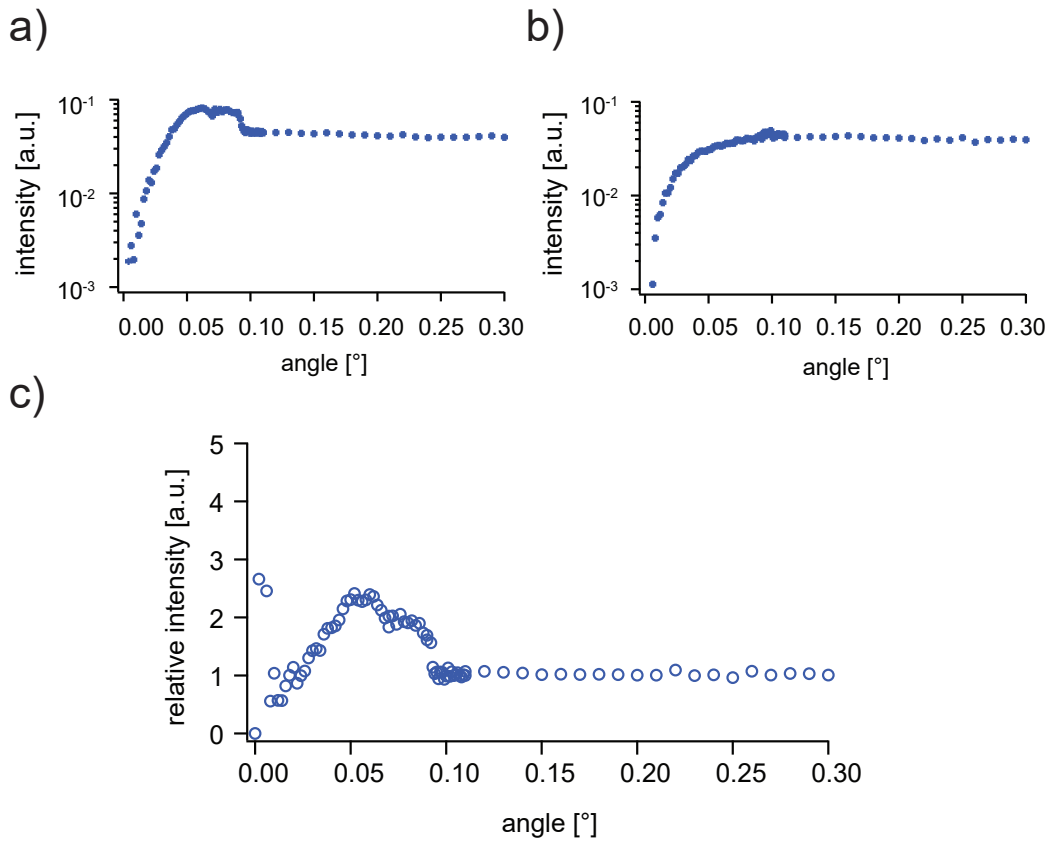 a)
b)
intensity [a.u.]
10-1
10-2
10-3
0.00 0.05 0.10 0.15 0.20 0.25 0.30
angle [°]
intensity [a.u.]
10-1
10-2
10-3
0.00 0.05 0.10 0.15 0.20 0.25 0.30
angle [°]
c)
relative intensity [a.u.]
5
4
3
2
1
0
0.00 0.05 0.10 0.15 0.20 0.25 0.30
angle [°]